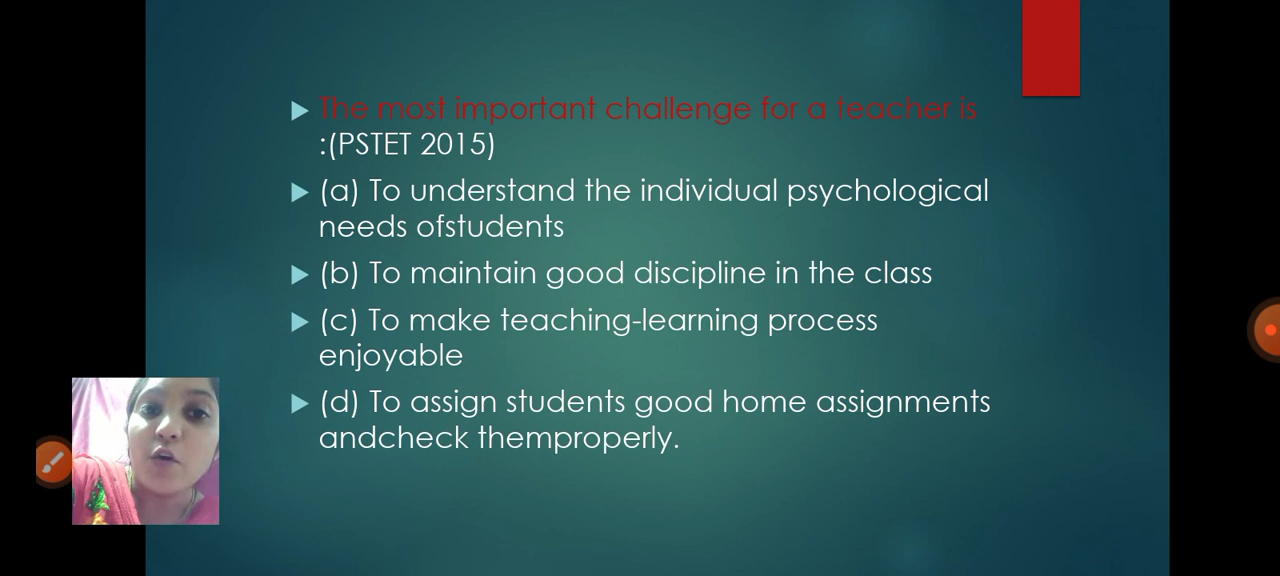 The most important challenge for a teacher is
:(PSTET 2015)
(a) To understand the individual psychological
needs ofstudents
(b) To maintain good discipline in the class
(c) To make teaching-learning process
enjoyable
(d) To assign students good home assignments
andcheck themproperly.